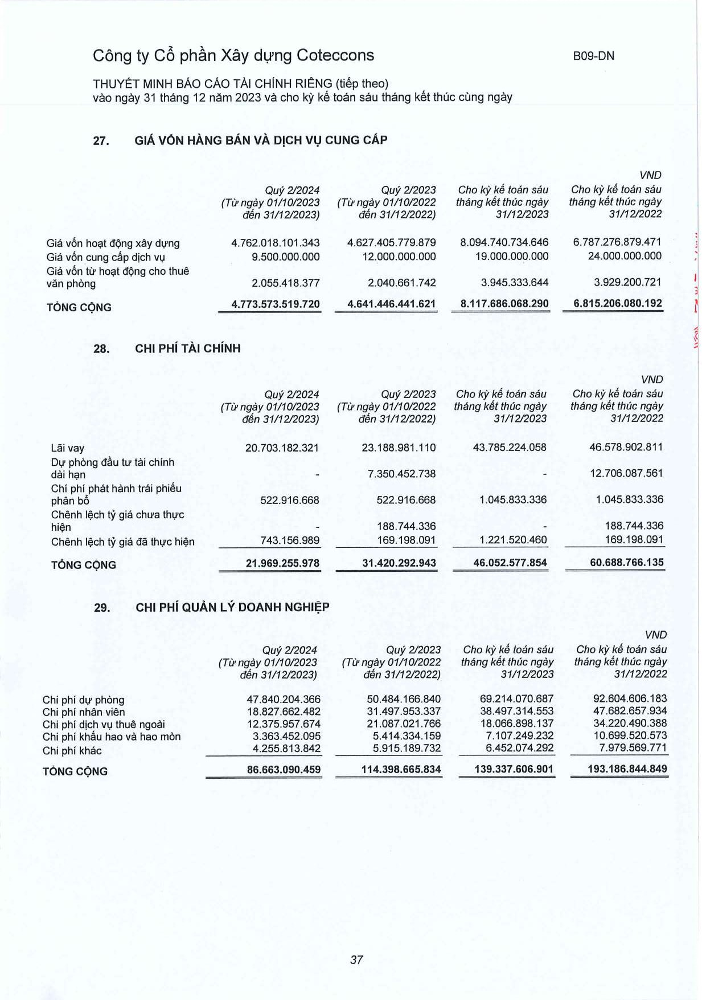 Công ty Cổ phần Xây dựng Coteccons B09-DN
THUYẾT MINH BÁO CÁO TÀI CHÍNH RIÊNG (tiếp theo)
vào ngày 31 tháng 12 năm 2023 và cho kỳ kế toán sáu tháng kết thúc cùng ngày
27. GIÁ VỐN HÀNG BÁN VÀ DỊCH VỤ CUNG CẤP
VND
Quý 2/2024 Quý 2/2023 Cho kỳ kế toán sáu Cho kỳ kế toán sáu
(Từ ngày 01/10/2023 (Từ ngày 01/10/2022 tháng kết thúc ngày tháng kết thúc ngày
đến 31/12/2023) đến 31/12/2022) 31/12/2023 31/12/2022
Giá vốn hoạt động xây dựng 4.762.018.101.343 4.627.405.779.879 8.094.740.734.646 6.787.276.879.471
Giá vốn cung cấp dịch vụ 9.500.000.000 12.000.000.000 19.000.000.000 24.000.000.000
Giá vốn từ hoạt động cho thuê
văn phòng 2.055.418.377 2.040.661.742 3.945.333.644 3.929.200.721
TỔNG CỘNG 4.773.573.519.720 4.641.446.441.621 8.117.686.068.290 6.815.206.080.192
28. CHI PHÍ TÀI CHÍNH
VND
Quý 2/2024 Quý 2/2023 Cho kỳ kế toán sáu Cho kỳ kế toán sáu
(Từ ngày 01/10/2023 (Từ ngày 01/10/2022 tháng kết thúc ngày tháng kết thúc ngày
đến 31/12/2023) đến 31/12/2022) 31/12/2023 31/12/2022
Lãi vay 20.703.182.321 23.188.981.110 43.785.224.058 46.578.902.811
Dự phòng đầu tư tài chính
dài hạn - 7.350.452.738 - 12.706.087.561
Chí phí phát hành trái phiếu
phân bổ 522.916.668 522.916.668 1.045.833.336 1.045.833.336
Chênh lệch tỷ giá chưa thực
hiện - 188.744.336 - 188.744.336
Chênh lệch tỷ giá đã thực hiện 743.156.989 169.198.091 1.221.520.460 169.198.091
TỔNG CỘNG 21.969.255.978 31.420.292.943 46.052.577.854 60.688.766.135
29. CHI PHÍ QUẢN LÝ DOANH NGHIỆP
VND
Quý 2/2024 Quý 2/2023 Cho kỳ kế toán sáu Cho kỳ kế toán sáu
(Từ ngày 01/10/2023 (Từ ngày 01/10/2022 tháng kết thúc ngày tháng kết thúc ngày
đến 31/12/2023) đến 31/12/2022) 31/12/2023 31/12/2022
Chi phí dự phòng 47.840.204.366 50.484.166.840 69.214.070.687 92.604.606.183
Chi phí nhân viên 18.827.662.482 31.497.953.337 38.497.314.553 47.682.657.934
Chi phí dịch vụ thuê ngoài 12.375.957.674 21.087.021.766 18.066.898.137 34.220.490.388
Chi phí khấu hao và hao mòn 3.363.452.095 5.414.334.159 7.107.249.232 10.699.520.573
Chi phí khác 4.255.813.842 5.915.189.732 6.452.074.292 7.979.569.771
TỔNG CỘNG 86.663.090.459 114.398.665.834 139.337.606.901 193.186.844.849
37